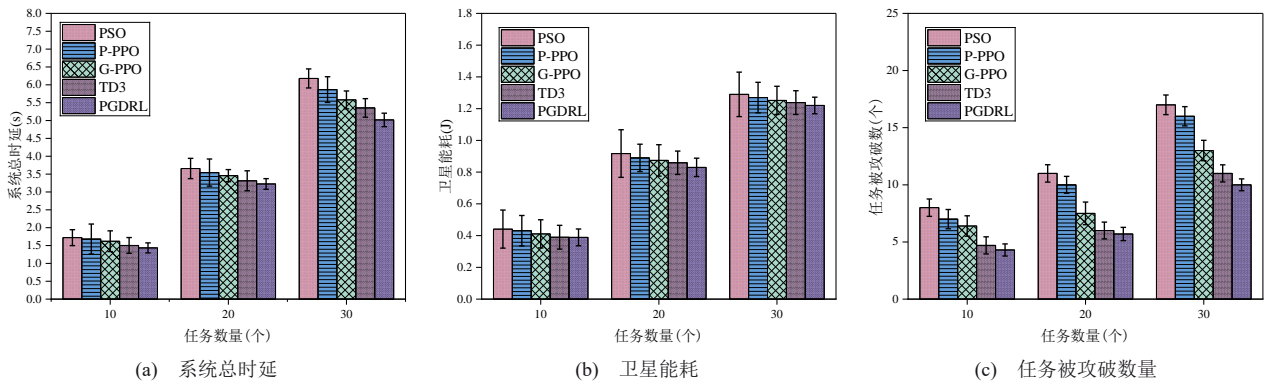 8.0
7.5
7.0
6.5
6.0
5.5
5.0
4.5
4.0
3.5
3.0
2.5
2.0
1.5
1.0
0.5
0.0
系统总时延(s)
PSO
P-PPO
G-PPO
TD3
PGDRL
10 20 30
任务数量(个)
(a) 系统总时延
1.8
1.6
1.4
1.2
1.0
0.8
0.6
0.4
0.2
0.0
卫星能耗(J)
PSO
P-PPO
G-PPO
TD3
PGDRL
10 20 30
任务数量(个)
(b) 卫星能耗
25
20
15
10
5
0
任务被攻破数(个)
PSO
P-PPO
G-PPO
TD3
PGDRL
10 20 30
任务数量(个)
(c) 任务被攻破数量